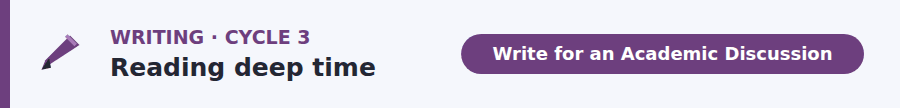 WRITING · CYCLE 3
Reading deep time
Write for an Academic Discussion